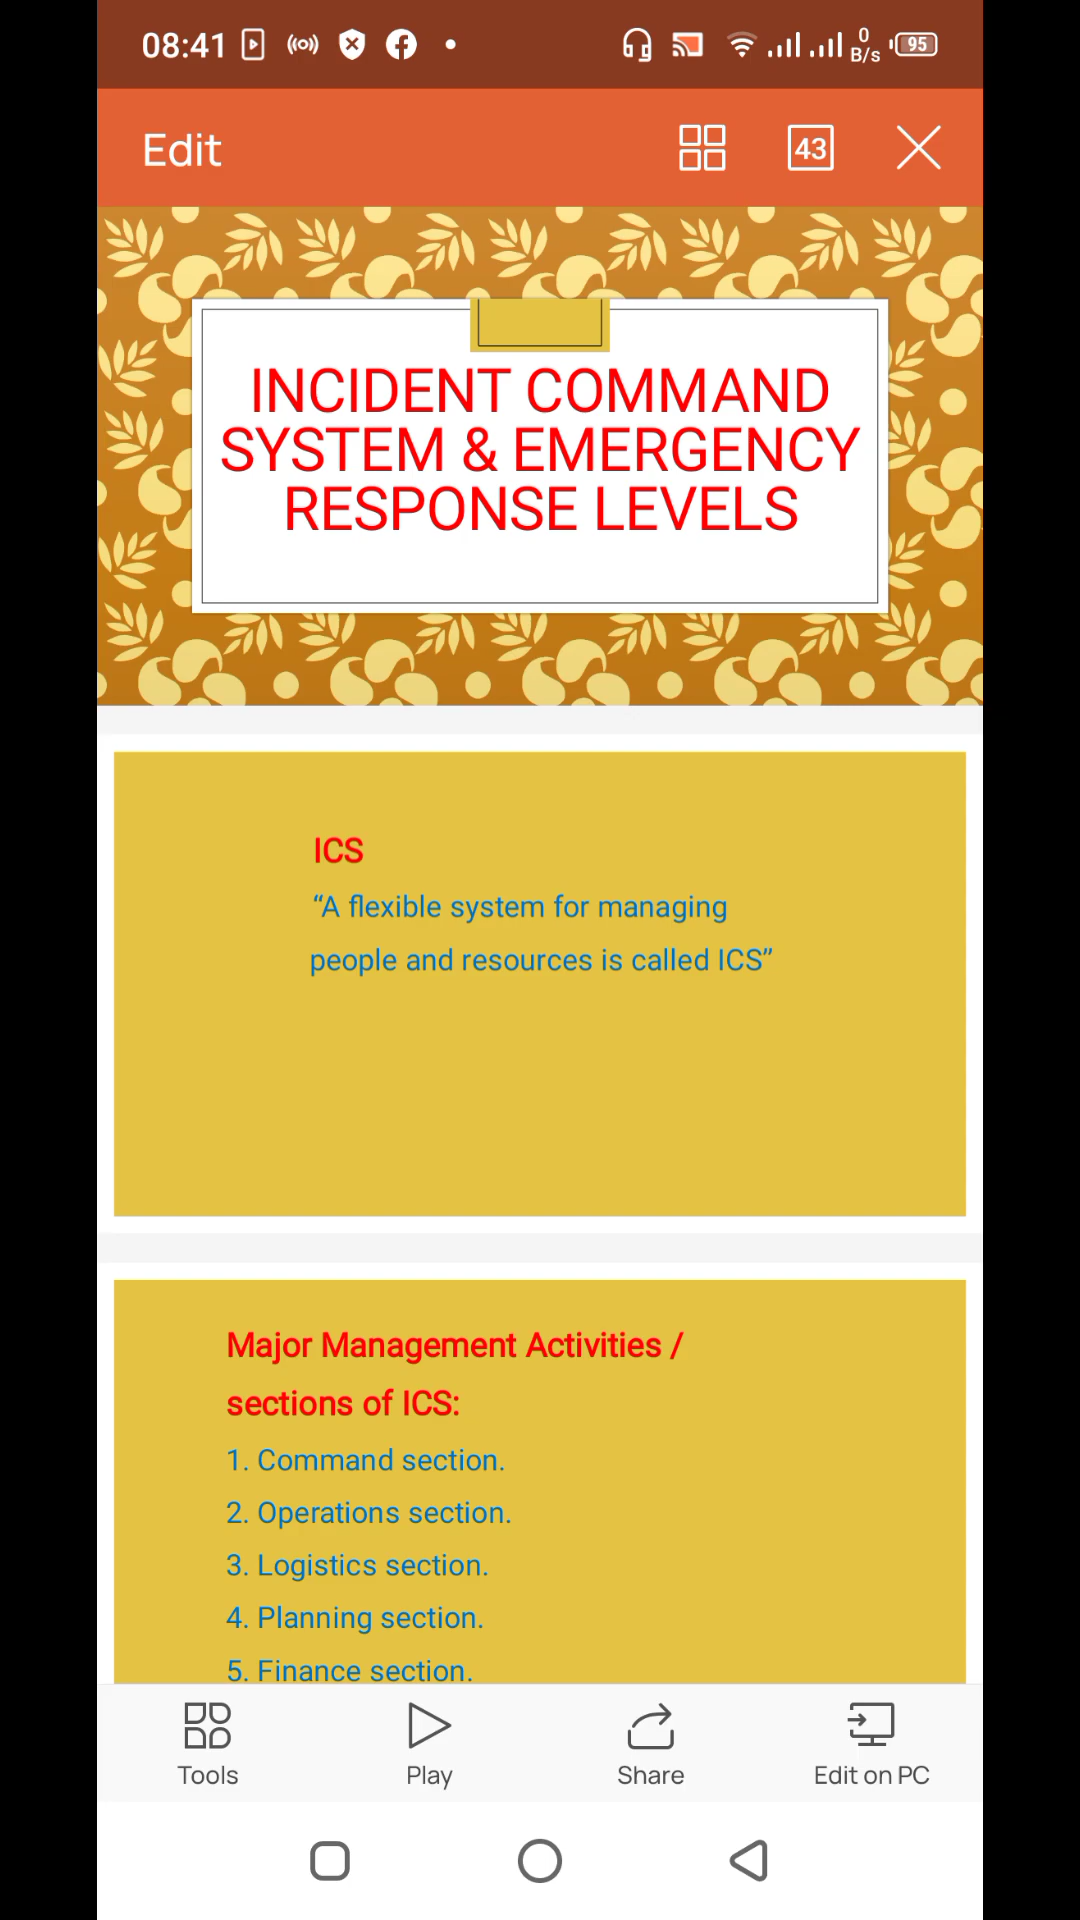 08:41
0
B/s
95
Edit
43
INCIDENT COMMAND
SYSTEM & EMERGENCY
RESPONSE LEVELS
ICS
“A flexible system for managing
people and resources is called ICS”
Major Management Activities /
sections of ICS:
1. Command section.
2. Operations section.
3. Logistics section.
4. Planning section.
5. Finance section.
Tools
Play
Share
Edit on PC